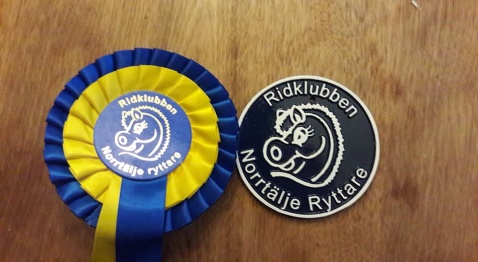 Ridklubben
Norrtälje ryttare
Ridklubben
Norrtälje Ryttare